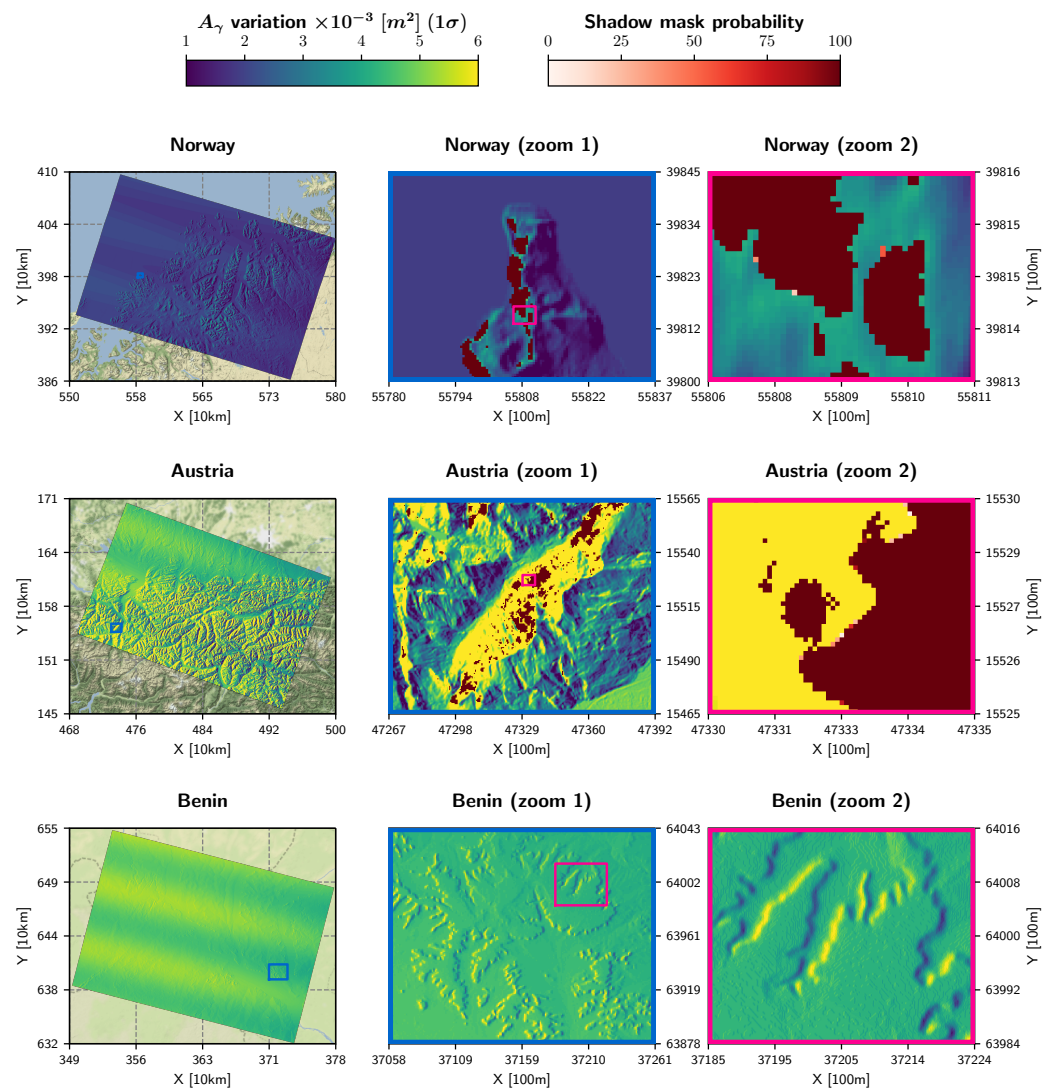 A_γ variation ×10⁻³ [m²] (1σ) Shadow mask probability
1 2 3 4 5 6 0 25 50 75 100
Norway Norway (zoom 1) Norway (zoom 2)
410
404
398
392
386
Y [10km]
550 558 565 573 580
X [10km]
39845
39834
39823
39812
39800
55780 55794 55808 55822 55837
X [100m]
39816
39815
39815
39814
39813
Y [100m]
55806 55808 55809 55810 55811
X [100m]
Austria Austria (zoom 1) Austria (zoom 2)
171
164
158
151
145
Y [10km]
468 476 484 492 500
X [10km]
15565
15540
15515
15490
15465
47267 47298 47329 47360 47392
X [100m]
15530
15529
15527
15526
15525
Y [100m]
47330 47331 47333 47334 47335
X [100m]
Benin Benin (zoom 1) Benin (zoom 2)
655
649
644
638
632
Y [10km]
349 356 363 371 378
X [10km]
64043
64002
63961
63919
63878
37058 37109 37159 37210 37261
X [100m]
64016
64008
64000
63992
63984
Y [100m]
37185 37195 37205 37214 37224
X [100m]